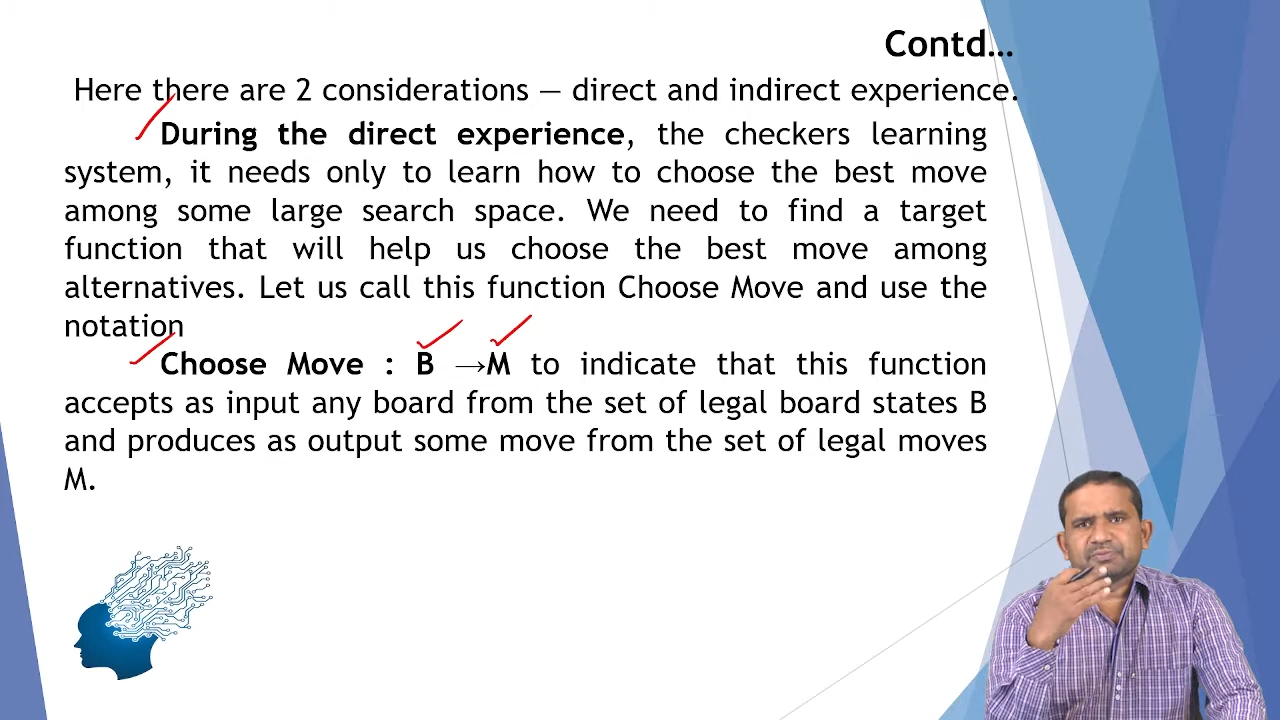 Contd...
Here there are 2 considerations — direct and indirect experience.
During the direct experience, the checkers learning
system, it needs only to learn how to choose the best move
among some large search space. We need to find a target
function that will help us choose the best move among
alternatives. Let us call this function Choose Move and use the
notation
Choose Move : B →M to indicate that this function
accepts as input any board from the set of legal board states B
and produces as output some move from the set of legal moves
M.